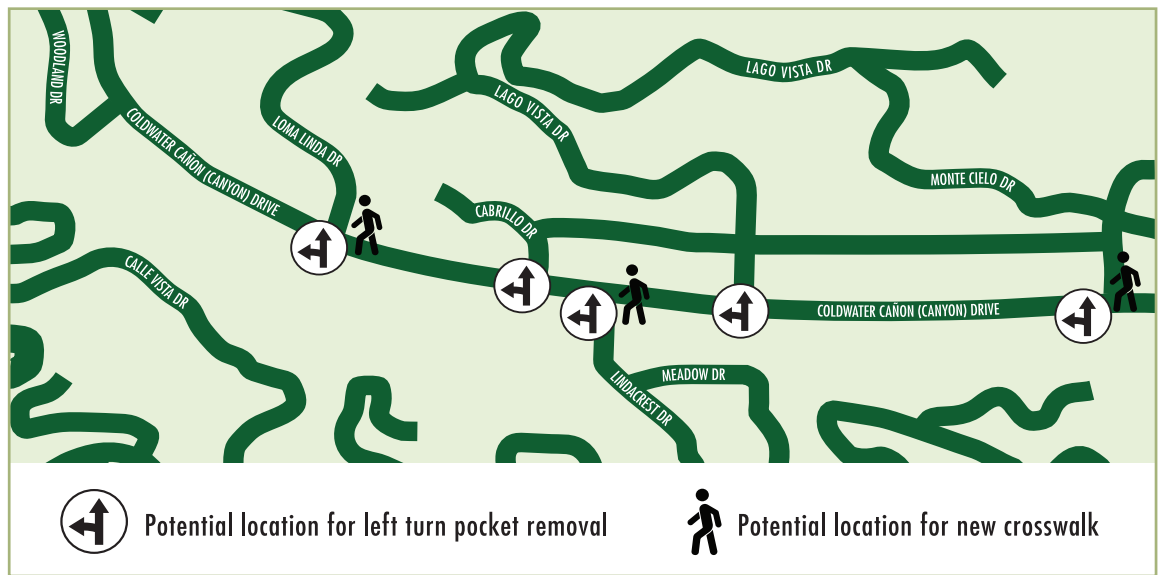 WOODLAND DR
COLDWATER CAÑON (CANYON) DRIVE
LOMA LINDA DR
LAGO VISTA DR
LAGO VISTA DR
MONTE CIELO DR
CABRILLO DR
CALLE VISTA DR
COLDWATER CAÑON (CANYON) DRIVE
LINDACREST DR
MEADOW DR
Potential location for left turn pocket removal
Potential location for new crosswalk